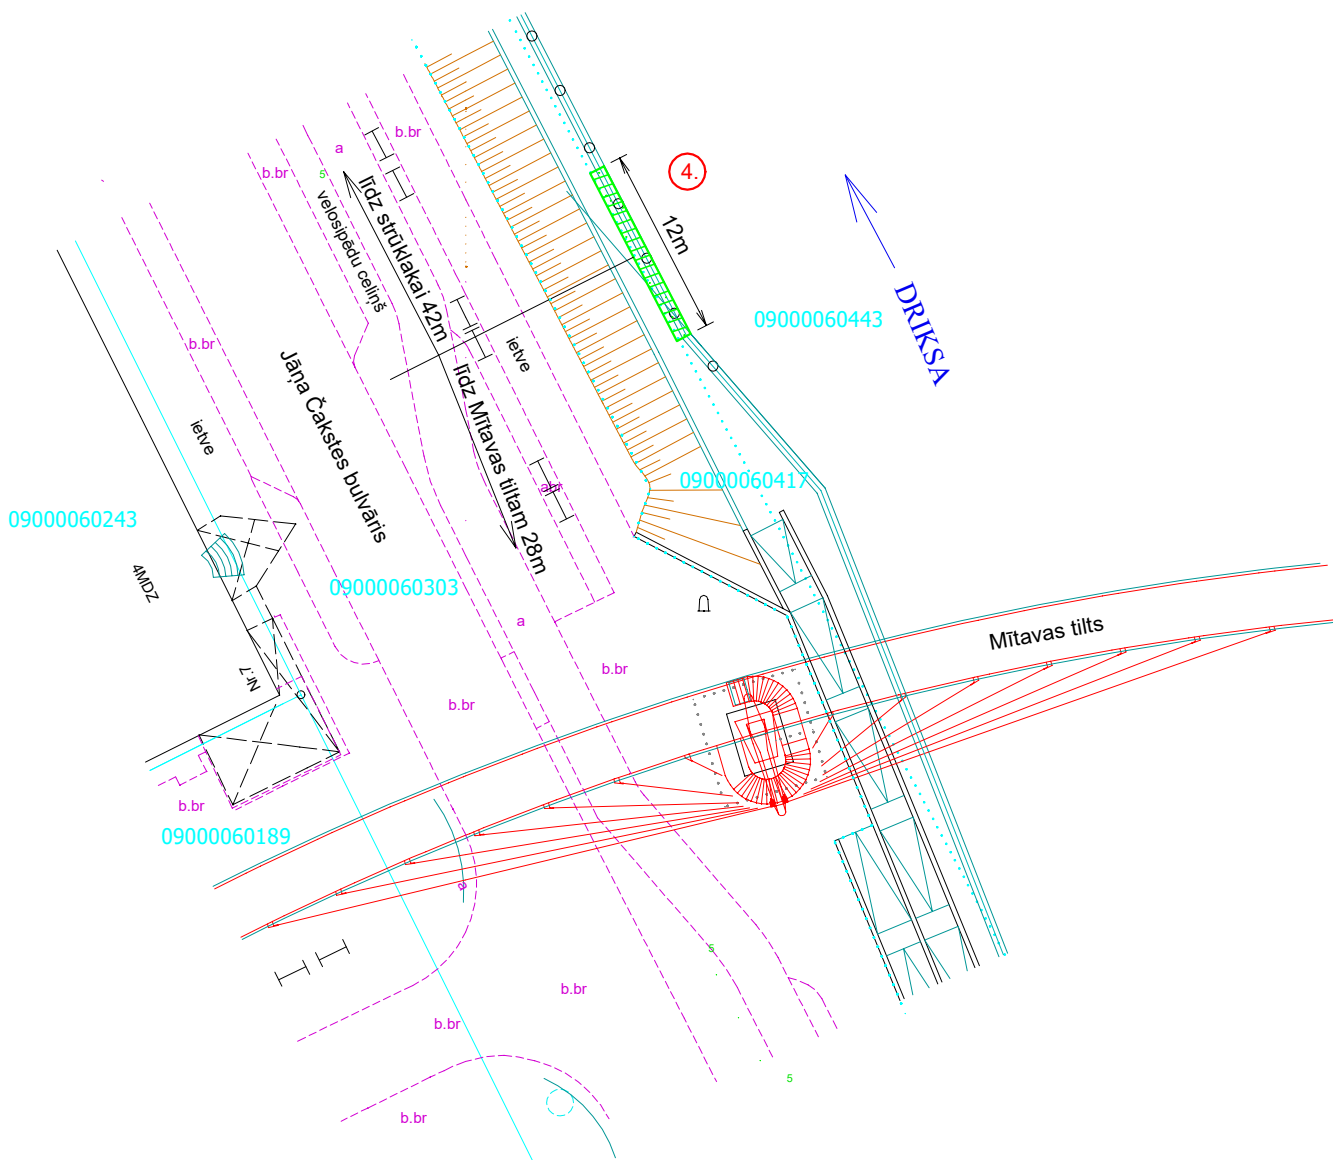 b.br
a
b.br
5
4.
līdz strūklakai 42m
velosipēdu celiņš
12m
09000060443
DRIKSA
b.br
ietve
Jāņa Čakstes bulvāris
līdz Mītavas tiltam 28m
ietve
09000060417
abr
09000060243
4MDZ
09000060303
a
Mītavas tilts
b.br
Nr.7
b.br
b.br
09000060189
a
5
b.br
b.br
5
b.br